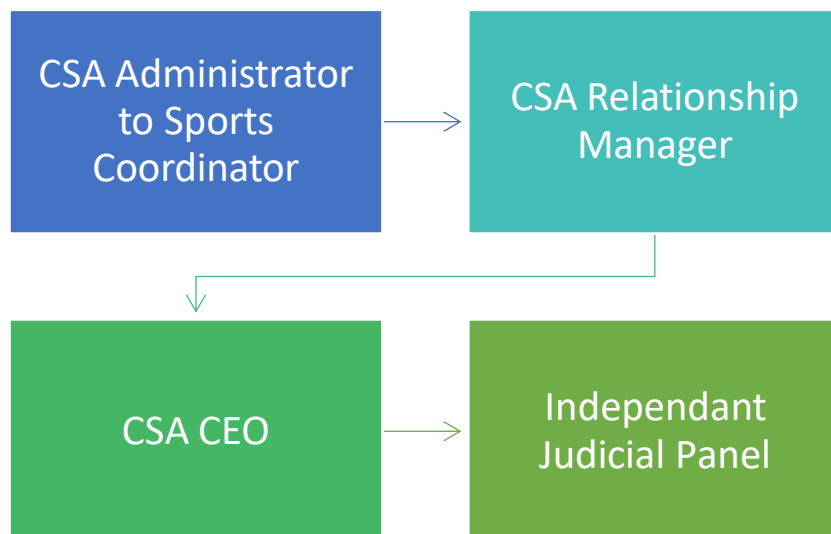 CSA Administrator
to Sports
Coordinator
CSA Relationship
Manager
CSA CEO
Independant
Judicial Panel